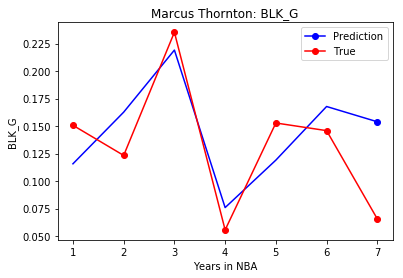 Marcus Thornton: BLK_G
Prediction
True
0.225
0.200
0.175
0.150
0.125
0.100
0.075
0.050
BLK_G
1 2 3 4 5 6 7
Years in NBA